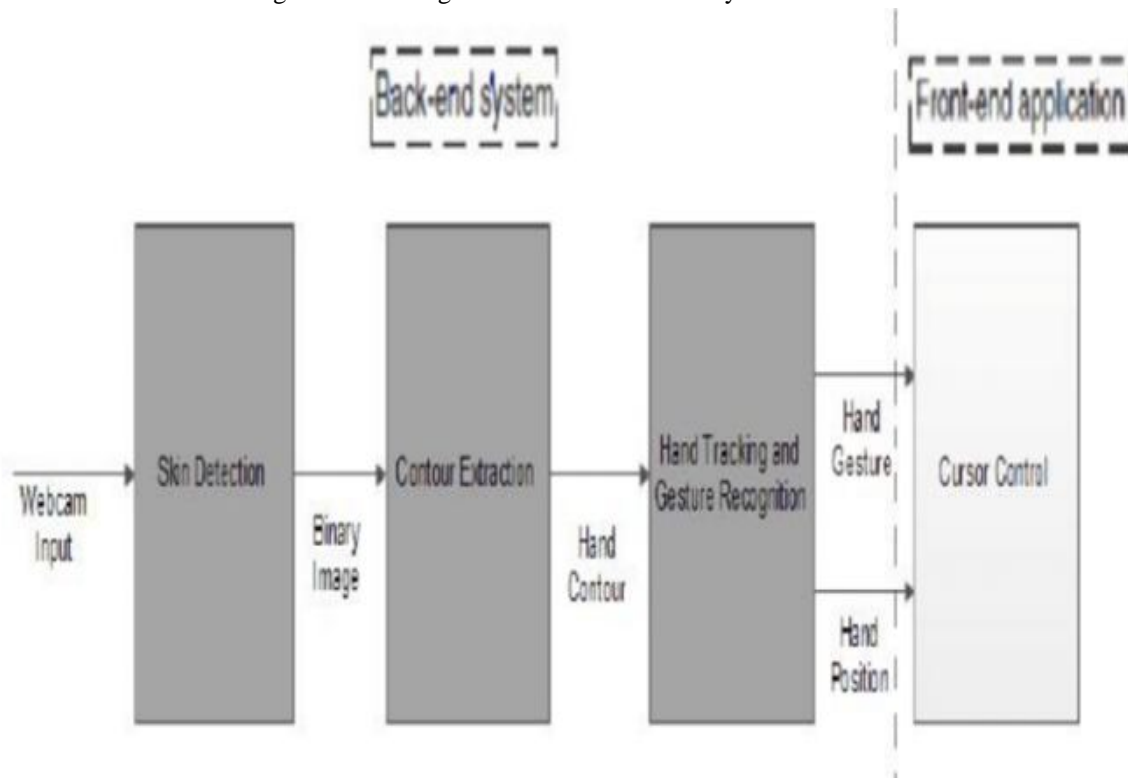 Back-end system
Front-end application
Webcam
Input
Skin Detection
Binary
Image
Contour Extraction
Hand
Contour
Hand Tracking and
Gesture Recognition
Hand
Gesture
Hand
Position
Cursor Control